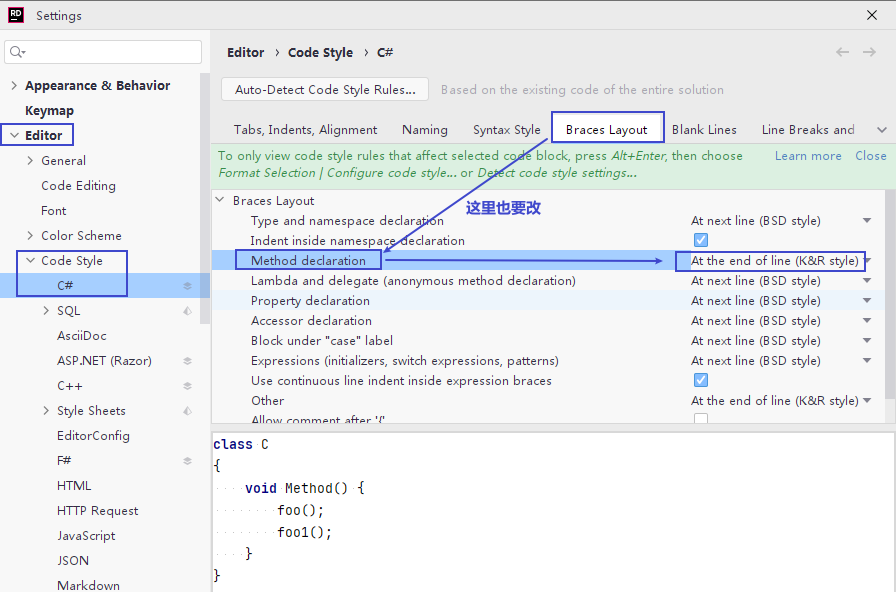 RD Settings
Editor › Code Style › C#
Appearance & Behavior
Keymap
Editor
General
Code Editing
Font
Color Scheme
Code Style
C#
SQL
AsciiDoc
ASP.NET (Razor)
C++
Style Sheets
EditorConfig
F#
HTML
HTTP Request
JavaScript
JSON
Markdown
Auto-Detect Code Style Rules... Based on the existing code of the entire solution
Tabs, Indents, Alignment Naming Syntax Style Braces Layout Blank Lines Line Breaks and
To only view code style rules that affect selected code block, press Alt+Enter, then choose Learn more Close
Format Selection | Configure code style... or Detect code style settings...
Braces Layout
这里也要改
Type and namespace declaration At next line (BSD style)
Indent inside namespace declaration
Method declaration At the end of line (K&R style)
Lambda and delegate (anonymous method declaration) At next line (BSD style)
Property declaration At next line (BSD style)
Accessor declaration At next line (BSD style)
Block under "case" label At next line (BSD style)
Expressions (initializers, switch expressions, patterns) At next line (BSD style)
Use continuous line indent inside expression braces
Other At the end of line (K&R style)
Allow comment after '{'
class C
{
void Method() {
foo();
foo1();
}
}